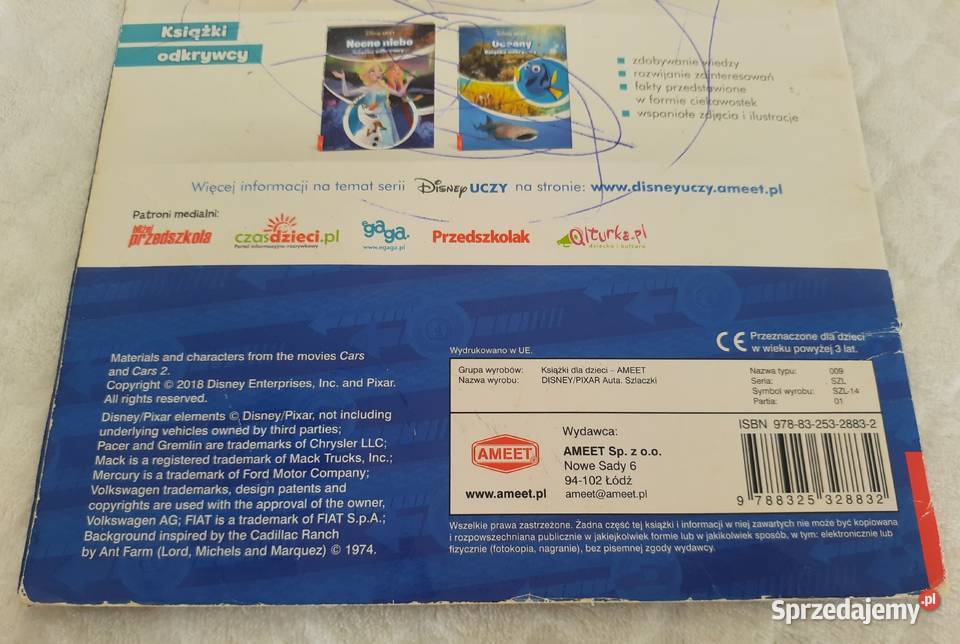 Książki
odkrywcy
Nocne niebo
Oceany
zdobywanie wiedzy
rozwijanie zainteresowań
fakty przedstawione
w formie ciekawostek
wspaniałe zdjęcia i ilustracje
Więcej informacji na temat serii Disney UCZY na stronie: www.disneyuczy.ameet.pl
Patroni medialni:
bliżej
przedszkola
czasdzieci.pl
Portal informacyjno-rozrywkowy
gaga
www.egaga.pl
Przedszkolak
Qlturka.pl
dziecko i kultura
Materials and characters from the movies Cars
and Cars 2.
Copyright © 2018 Disney Enterprises, Inc. and Pixar.
All rights reserved.
Disney/Pixar elements © Disney/Pixar, not including
underlying vehicles owned by third parties;
Pacer and Gremlin are trademarks of Chrysler LLC;
Mack is a registered trademark of Mack Trucks, Inc.;
Mercury is a trademark of Ford Motor Company;
Volkswagen trademarks, design patents and
copyrights are used with the approval of the owner,
Volkswagen AG; FIAT is a trademark of FIAT S.p.A.;
Background inspired by the Cadillac Ranch
by Ant Farm (Lord, Michels and Marquez) © 1974.
Wydrukowano w UE.
CE Przeznaczone dla dzieci
w wieku powyżej 3 lat.
Grupa wyrobów: Książki dla dzieci – AMEET
Nazwa wyrobu: DISNEY/PIXAR Auta. Szlaczki
Nazwa typu: 009
Seria: SZL
Symbol wyrobu: SZL-14
Partia: 01
AMEET
www.ameet.pl
Wydawca:
AMEET Sp. z o.o.
Nowe Sady 6
94-102 Łódź
ameet@ameet.pl
ISBN 978-83-253-2883-2
9 788325 328832
Wszelkie prawa zastrzeżone. Żadna część tej książki i informacji w niej zawartych nie może być kopiowana
i rozpowszechniana publicznie w jakiejkolwiek formie lub w jakikolwiek sposób, w tym: elektronicznie lub
fizycznie (fotokopia, nagranie), bez pisemnej zgody wydawcy.
Sprzedajemy.pl